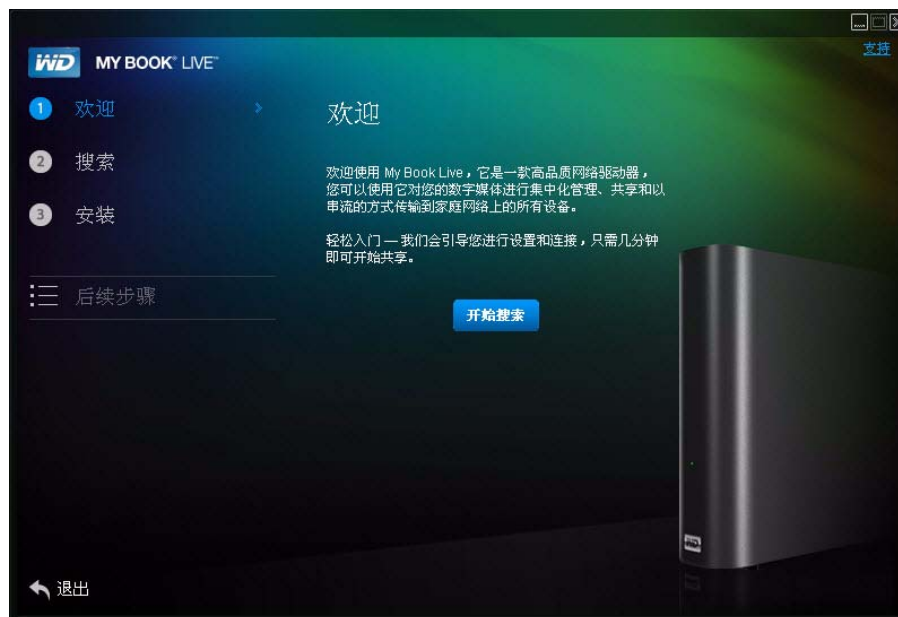 支持
WD MY BOOK® LIVE™
1 欢迎
2 搜索
3 安装
后续步骤
欢迎
欢迎使用 My Book Live，它是一款高品质网络驱动器，
您可以使用它对您的数字媒体进行集中化管理、共享和以
串流的方式传输到家庭网络上的所有设备。
轻松入门 — 我们会引导您进行设置和连接，只需几分钟
即可开始共享。
开始搜索
WD
退出